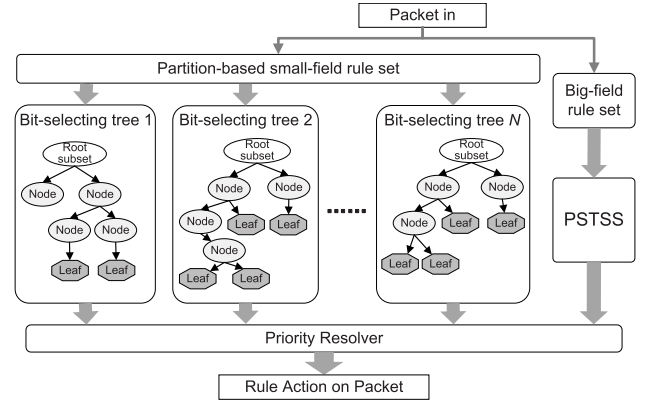 Packet in
Partition-based small-field rule set
Big-field
rule set
Bit-selecting tree 1
Root
subset
Node
Node
Node
Node
Leaf
Leaf
Bit-selecting tree 2
Root
subset
Node
Node
Node
Leaf
Leaf
Node
Leaf
Leaf
......
Bit-selecting tree N
Root
subset
Node
Node
Node
Leaf
Leaf
Leaf
Leaf
PSTSS
Priority Resolver
Rule Action on Packet